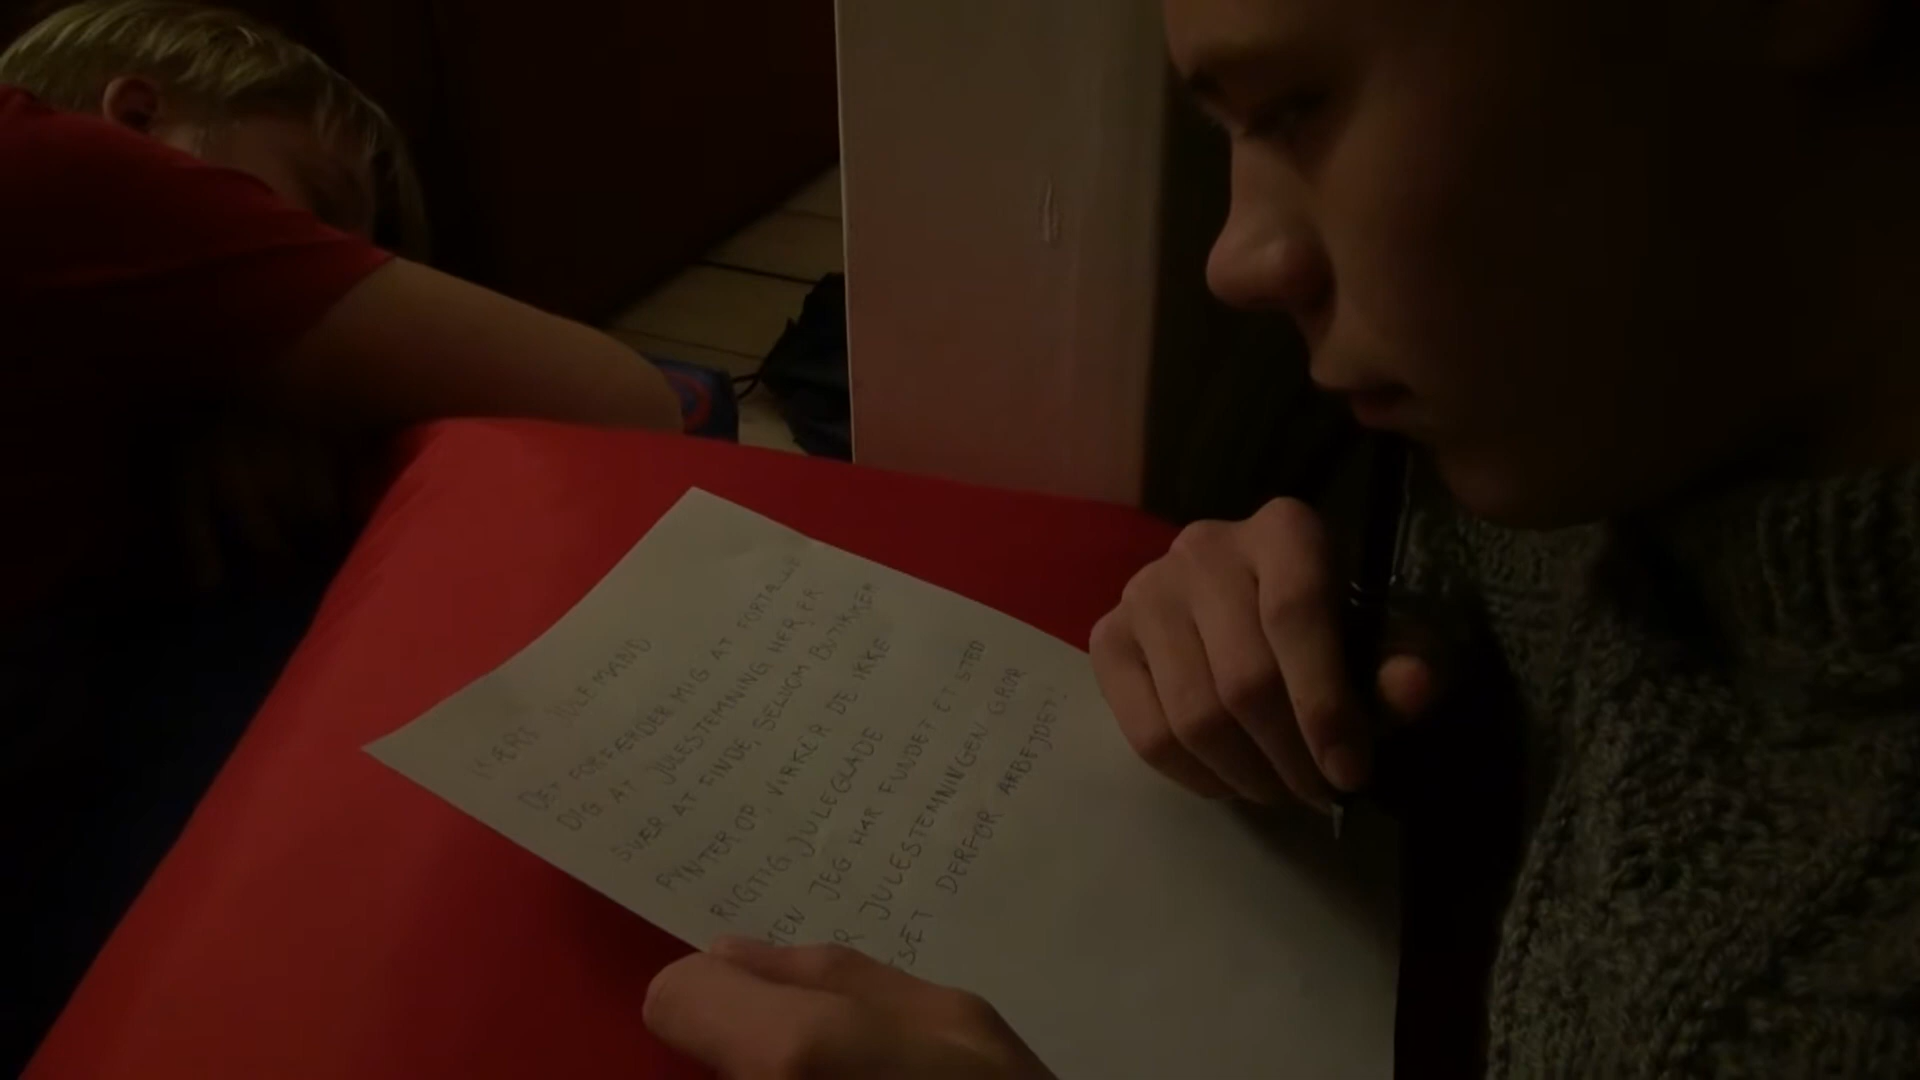 KÆRE JULEMAND
DET FORFÆRDER MIG AT FORTÆLLE
DIG AT JULESTEMNING HER ER
SVÆR AT FINDE, SELVOM BUTIKKER
PYNTER OP, VIRKER DE IKKE
RIGTIG JULEGLADE
MEN JEG HAR FUNDET ET STED
JULESTEMNINGEN GROR
DERFOR ARBEJDET!